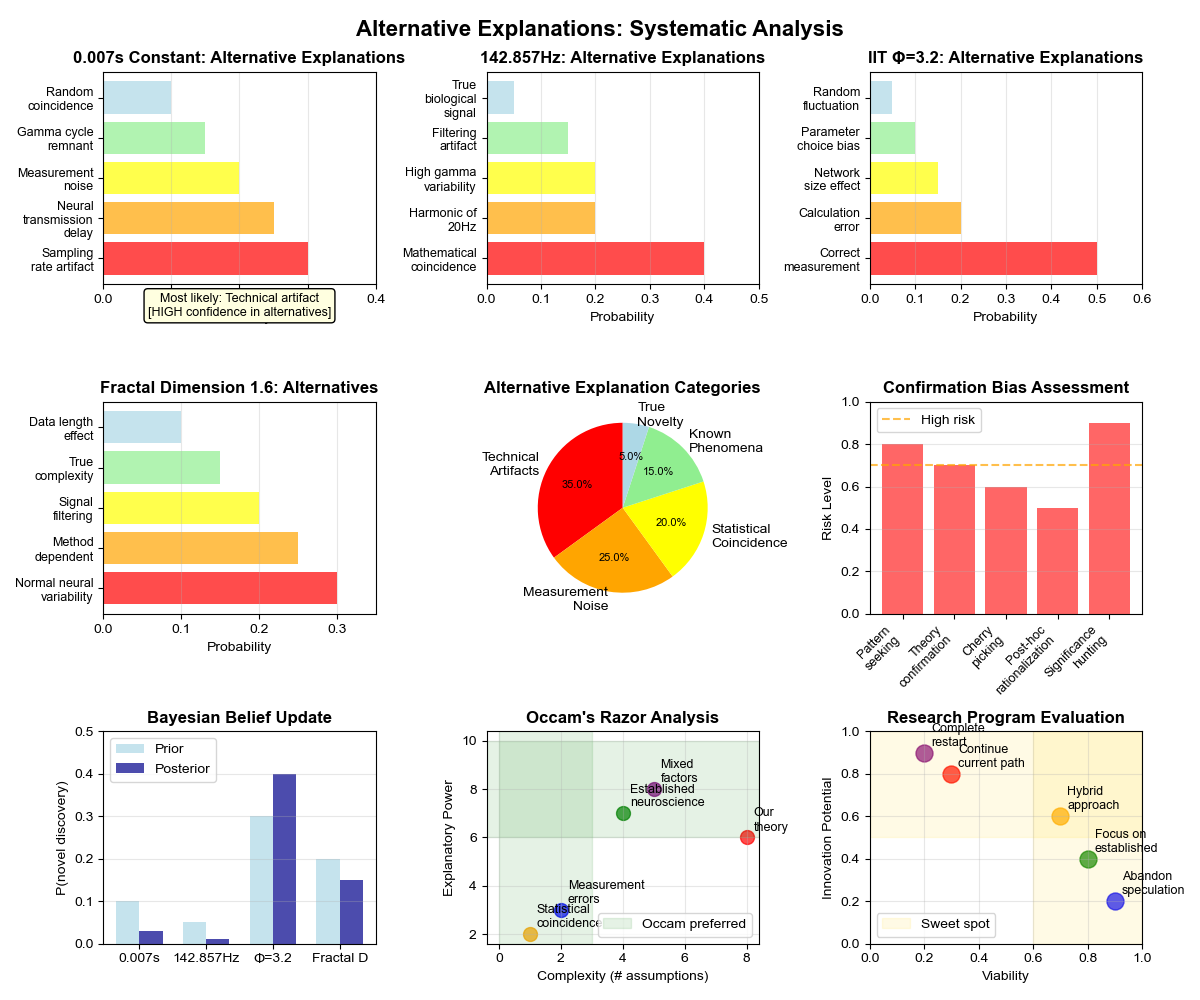 Alternative Explanations: Systematic Analysis
0.007s Constant: Alternative Explanations
Random
coincidence
Gamma cycle
remnant
Measurement
noise
Neural
transmission
delay
Sampling
rate artifact
0.0
0.4
Most likely: Technical artifact
[HIGH confidence in alternatives]
142.857Hz: Alternative Explanations
True
biological
signal
Filtering
artifact
High gamma
variability
Harmonic of
20Hz
Mathematical
coincidence
0.0 0.1 0.2 0.3 0.4 0.5
Probability
IIT Φ=3.2: Alternative Explanations
Random
fluctuation
Parameter
choice bias
Network
size effect
Calculation
error
Correct
measurement
0.0 0.1 0.2 0.3 0.4 0.5 0.6
Probability
Fractal Dimension 1.6: Alternatives
Data length
effect
True
complexity
Signal
filtering
Method
dependent
Normal neural
variability
0.0 0.1 0.2 0.3
Probability
Alternative Explanation Categories
True
Novelty
Known
Phenomena
Technical
Artifacts
Statistical
Coincidence
Measurement
Noise
5.0%
15.0%
35.0%
20.0%
25.0%
Confirmation Bias Assessment
High risk
Risk Level
1.0
0.8
0.6
0.4
0.2
0.0
Pattern
seeking
Theory
confirmation
Cherry
picking
Post-hoc
rationalization
Significance
hunting
Bayesian Belief Update
Prior
Posterior
P(novel discovery)
0.5
0.4
0.3
0.2
0.1
0.0
0.007s 142.857Hz Φ=3.2 Fractal D
Occam's Razor Analysis
Explanatory Power
10
8
6
4
2
Mixed
factors
Established
neuroscience
Our
theory
Measurement
errors
Statistical
coincidence
Occam preferred
0 2 4 6 8
Complexity (# assumptions)
Research Program Evaluation
Innovation Potential
1.0
0.8
0.6
0.4
0.2
0.0
Complete
restart
Continue
current path
Hybrid
approach
Focus on
established
Abandon
speculation
Sweet spot
0.0 0.2 0.4 0.6 0.8 1.0
Viability